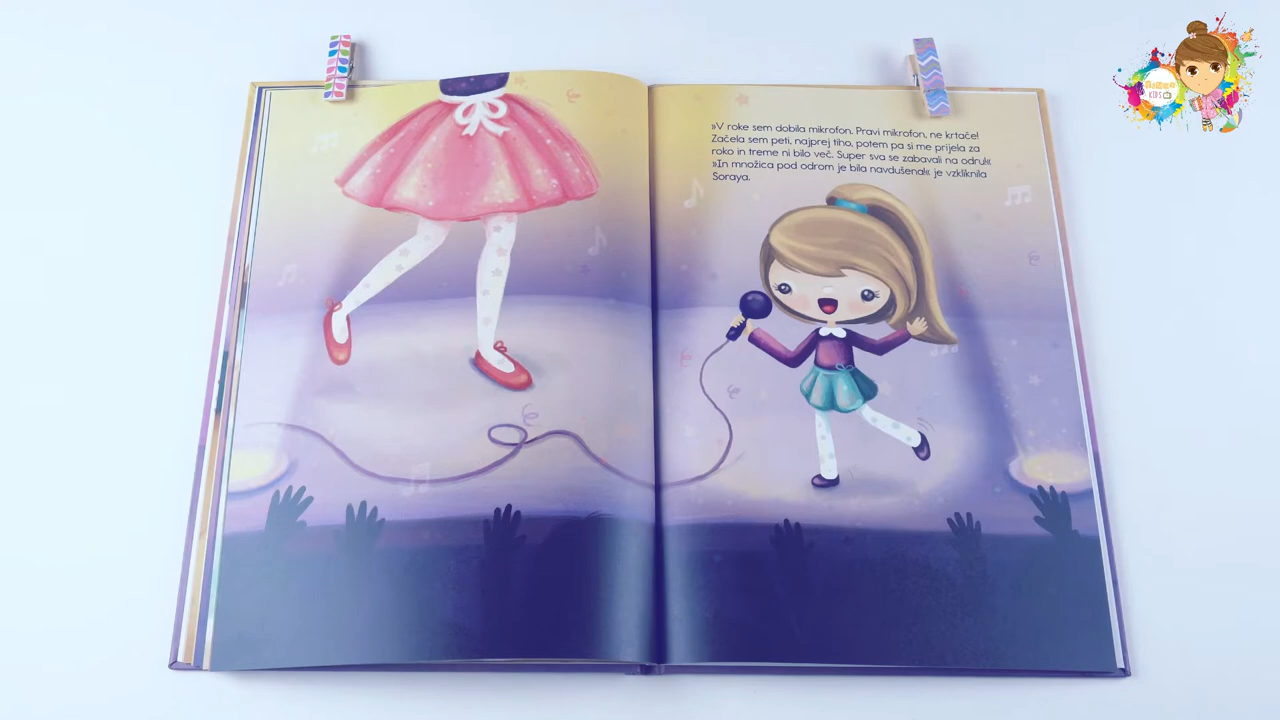 »V roke sem dobila mikrofon. Pravi mikrofon, ne krtače!
Začela sem peti, najprej tiho, potem pa si me prijela za
roko in treme ni bilo več. Super sva se zabavali na odru!«
»In množica pod odrom je bila navdušena!« je vzkliknila
Soraya.
KIDS